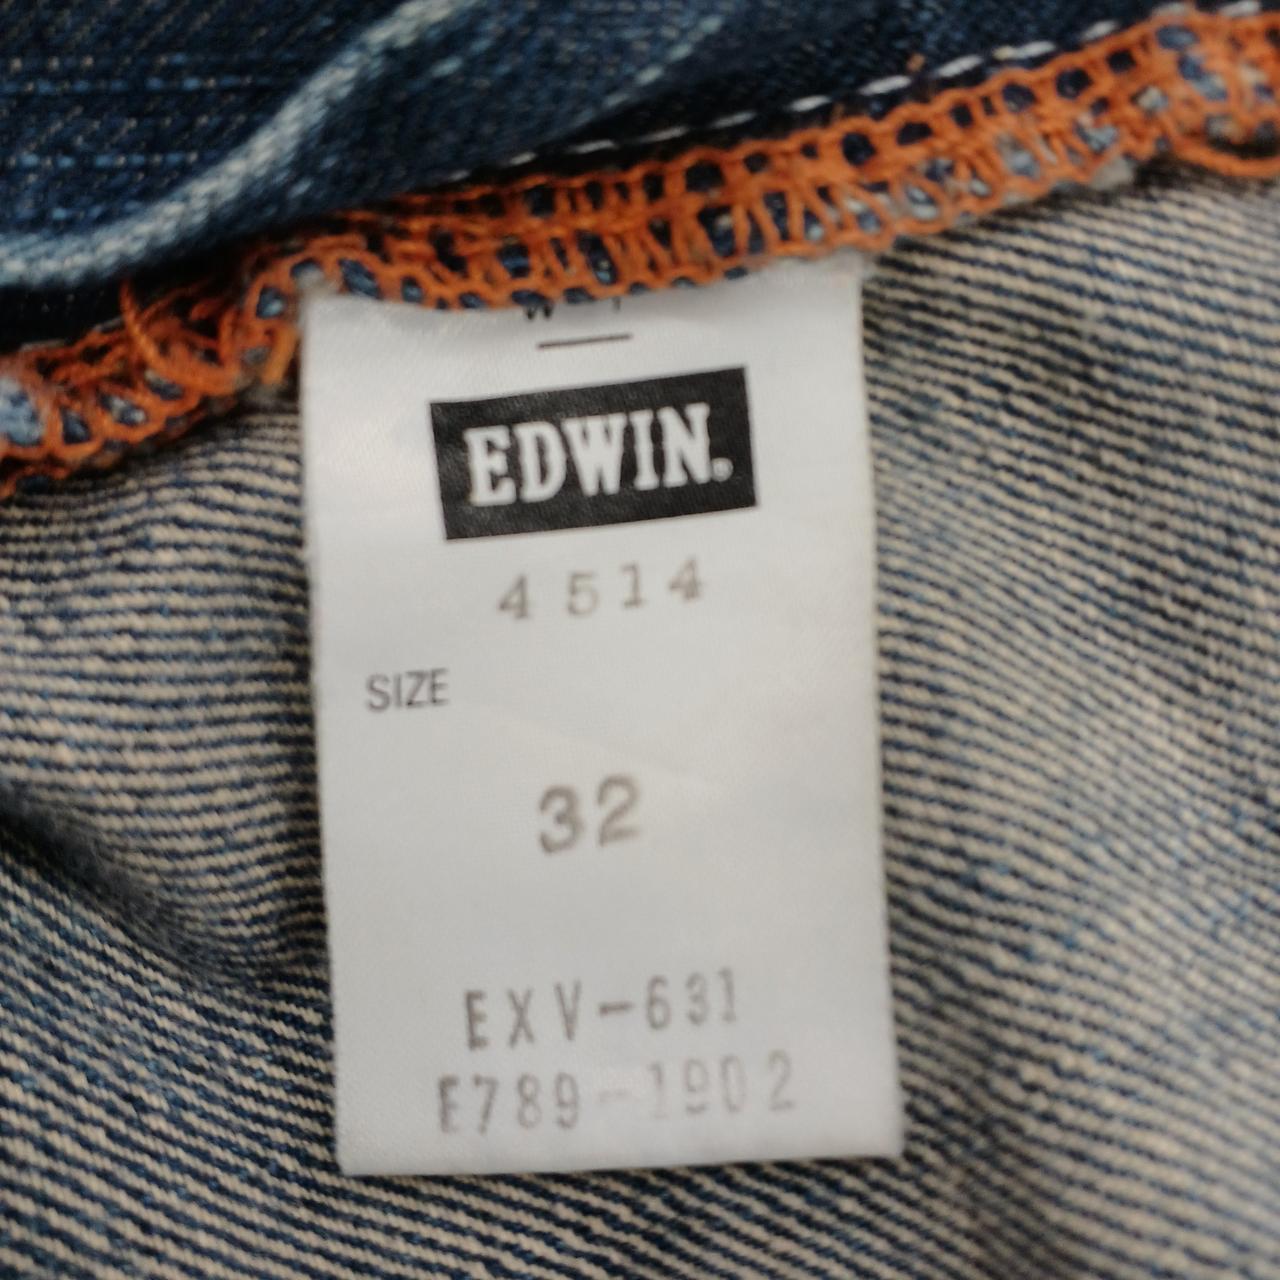 EDWIN®
4514
SIZE
32
EXV-631
E789-1902